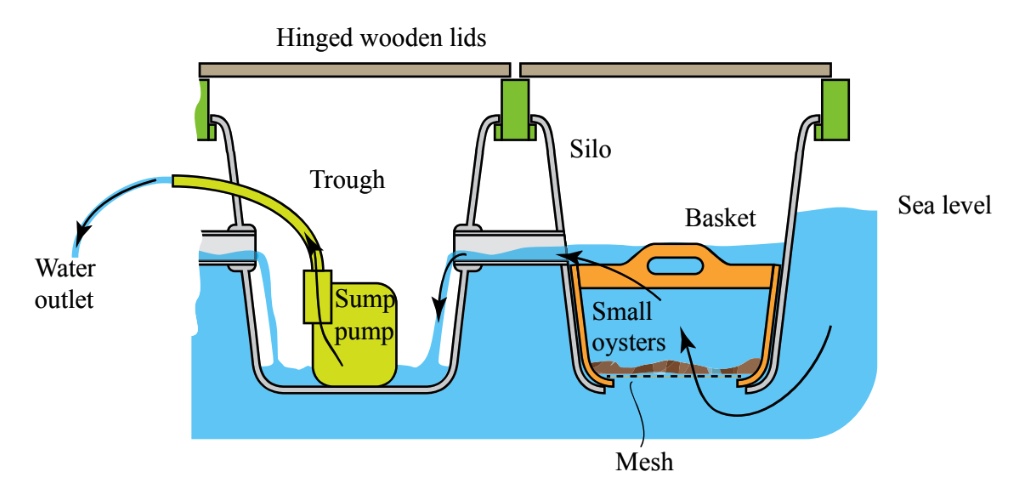 Hinged wooden lids
Silo
Trough
Basket
Sea level
Water
outlet
Sump
pump
Small
oysters
Mesh